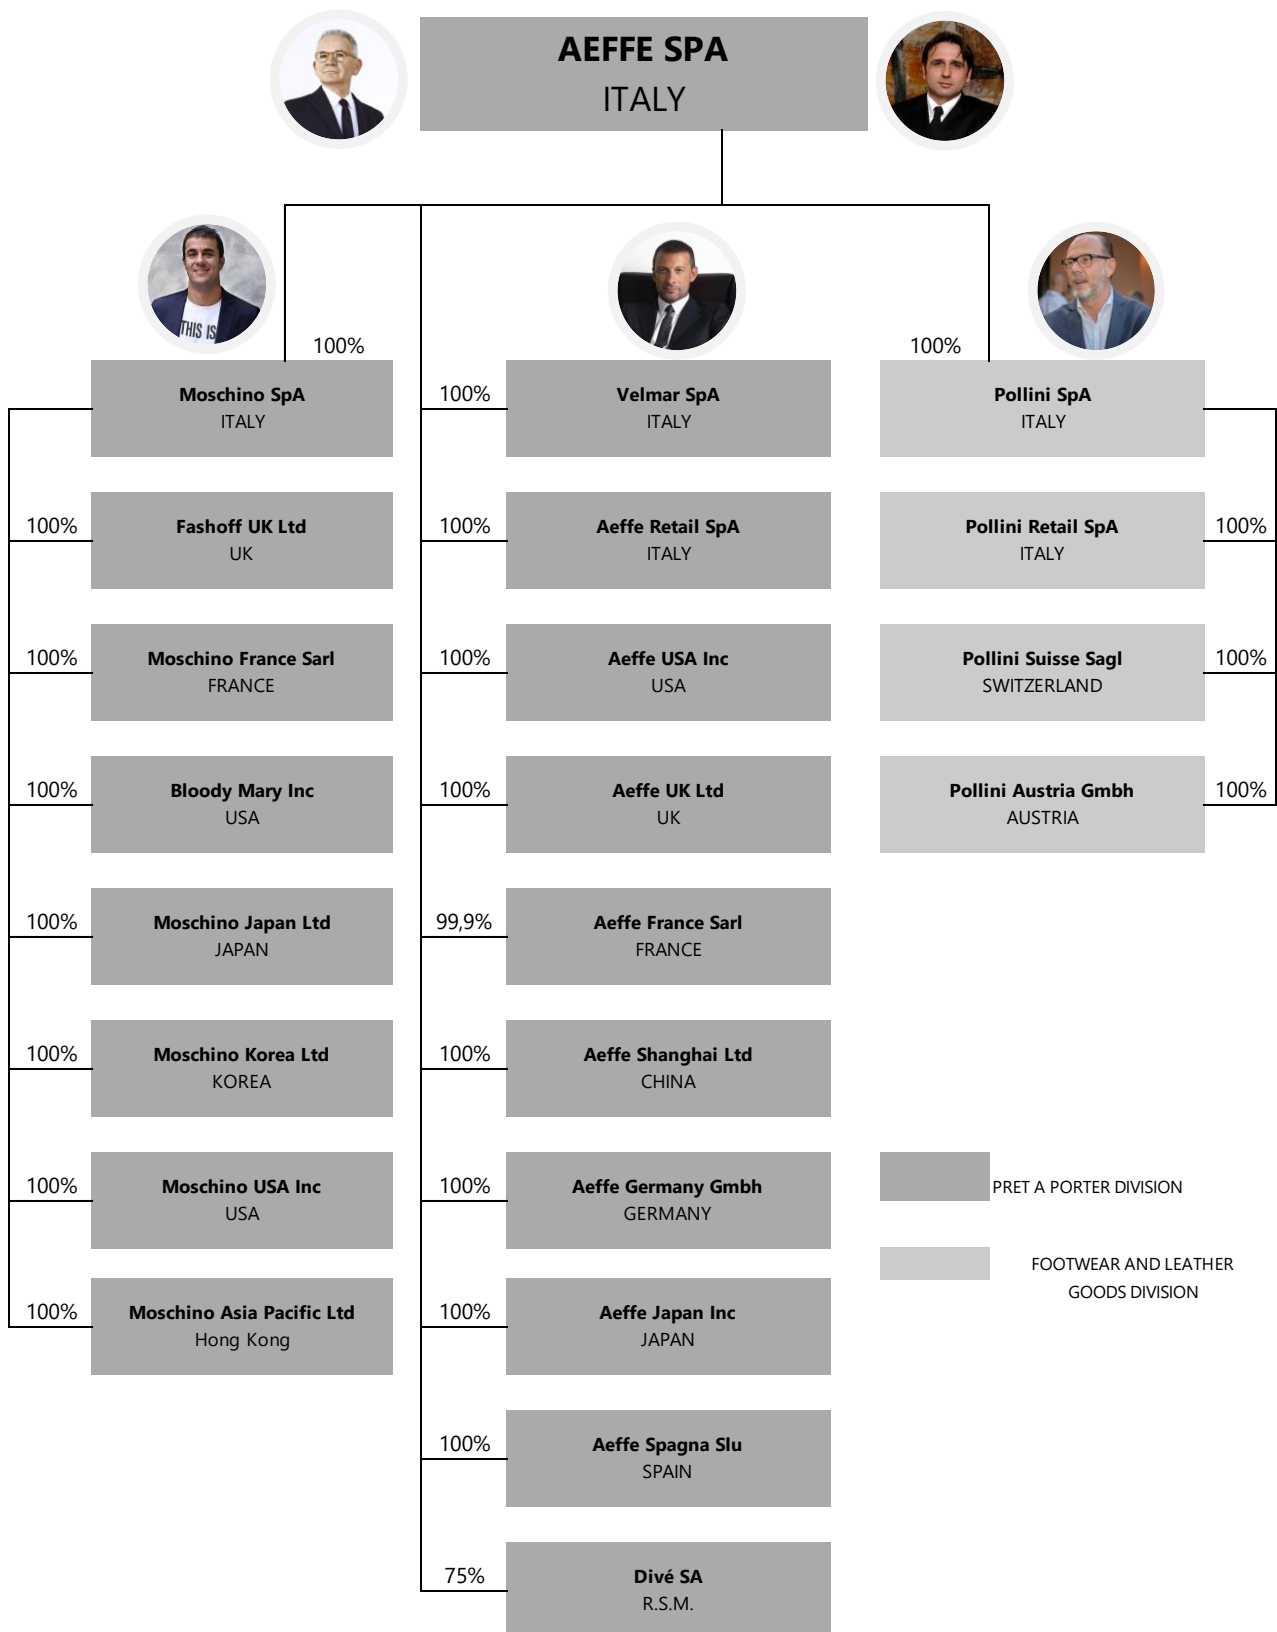 AEFFE SPA
ITALY
THIS IS
100%
Moschino SpA
ITALY
100%
Fashoff UK Ltd
UK
100%
Moschino France Sarl
FRANCE
100%
Bloody Mary Inc
USA
100%
Moschino Japan Ltd
JAPAN
100%
Moschino Korea Ltd
KOREA
100%
Moschino USA Inc
USA
100%
Moschino Asia Pacific Ltd
Hong Kong
100%
Velmar SpA
ITALY
100%
Aeffe Retail SpA
ITALY
100%
Aeffe USA Inc
USA
100%
Aeffe UK Ltd
UK
99,9%
Aeffe France Sarl
FRANCE
100%
Aeffe Shanghai Ltd
CHINA
100%
Aeffe Germany Gmbh
GERMANY
100%
Aeffe Japan Inc
JAPAN
100%
Aeffe Spagna Slu
SPAIN
75%
Divé SA
R.S.M.
100%
Pollini SpA
ITALY
Pollini Retail SpA
ITALY
100%
Pollini Suisse Sagl
SWITZERLAND
100%
Pollini Austria Gmbh
AUSTRIA
100%
PRET A PORTER DIVISION
FOOTWEAR AND LEATHER
GOODS DIVISION